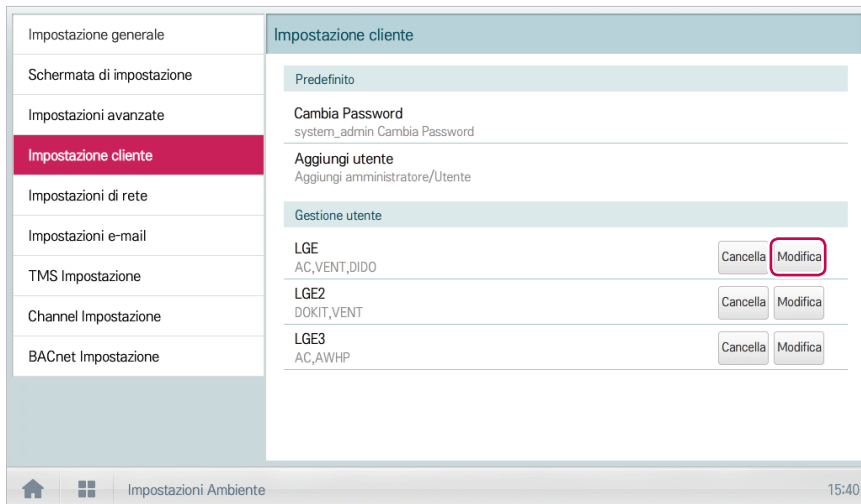 Impostazione generale
Schermata di impostazione
Impostazioni avanzate
Impostazione cliente
Impostazioni di rete
Impostazioni e-mail
TMS Impostazione
Channel Impostazione
BACnet Impostazione
Impostazione cliente
Predefinito
Cambia Password
system_admin Cambia Password
Aggiungi utente
Aggiungi amministratore/Utente
Gestione utente
LGE
AC,VENT,DIDO
Cancella Modifica
LGE2
DOKIT,VENT
Cancella Modifica
LGE3
AC,AWHP
Cancella Modifica
Impostazioni Ambiente
15:40